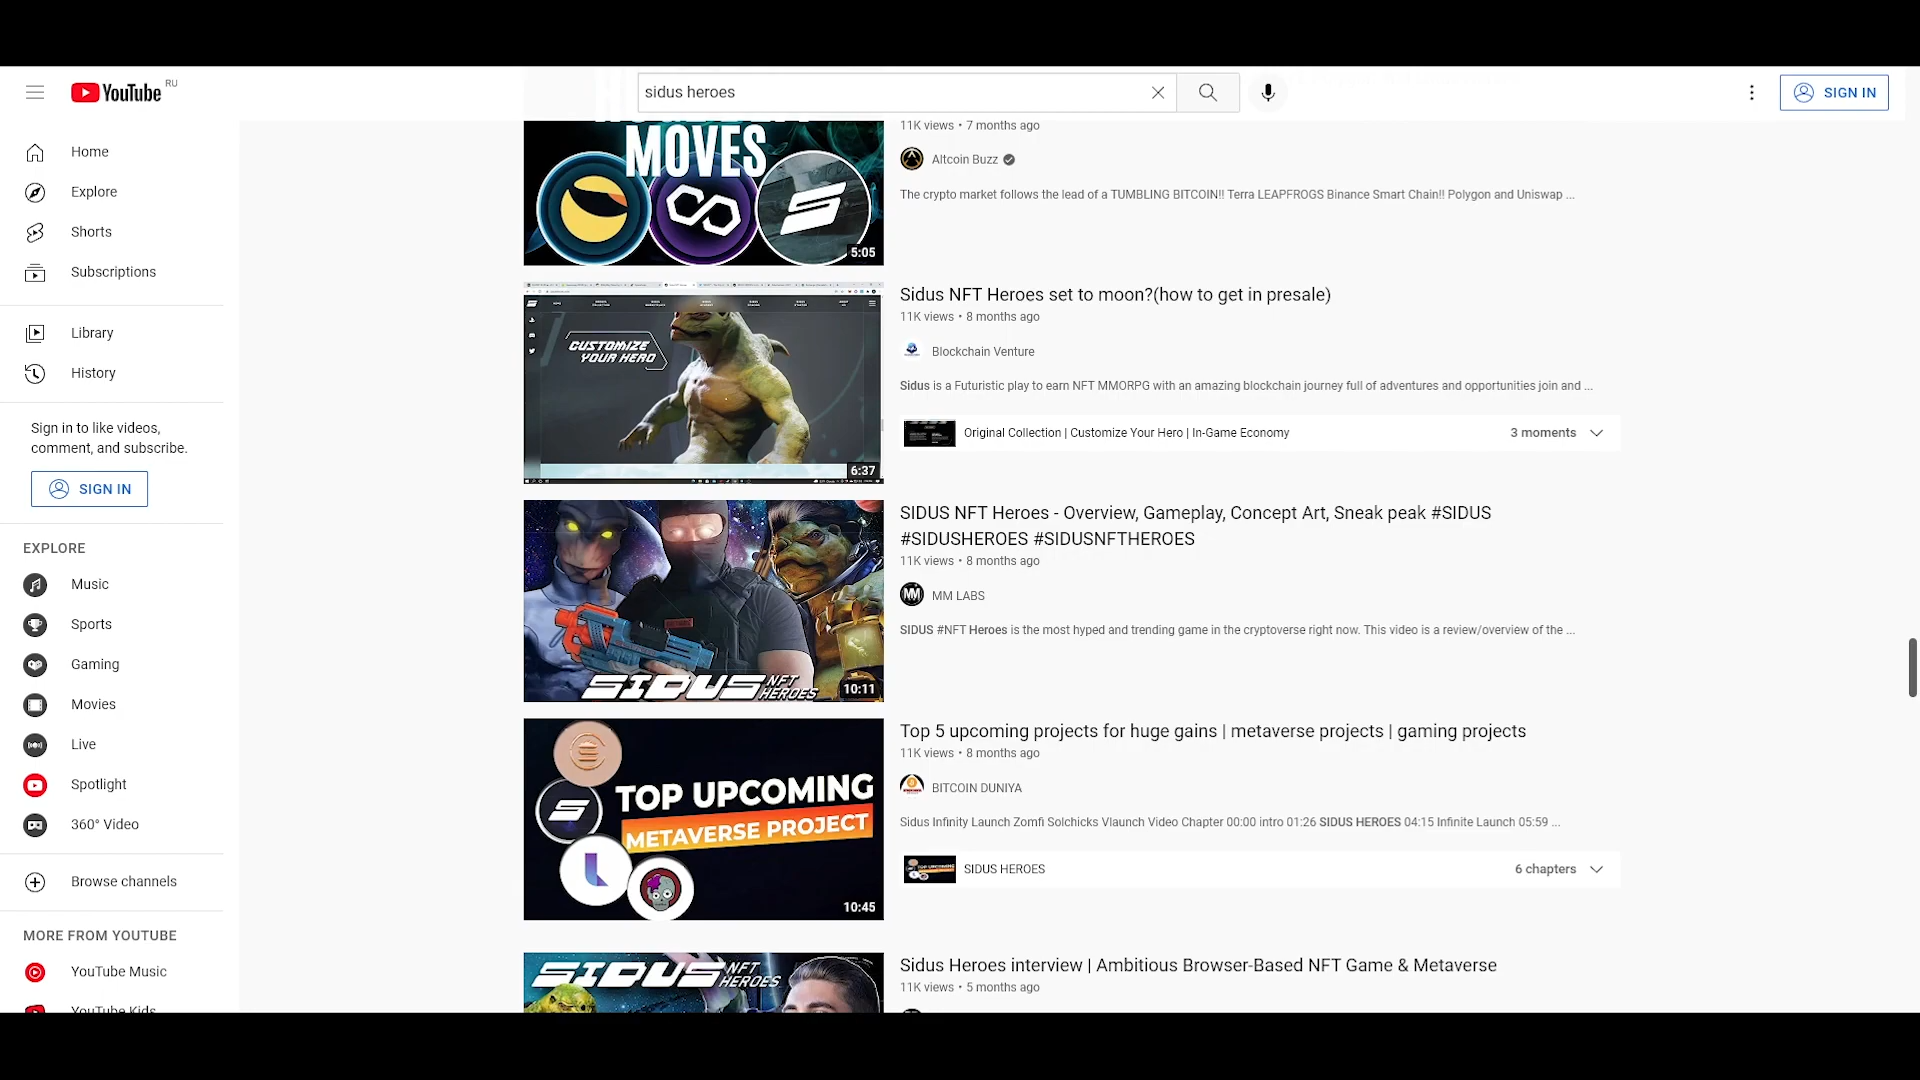 YouTube RU
sidus heroes
SIGN IN
Home
Explore
Shorts
Subscriptions
Library
History
Sign in to like videos,
comment, and subscribe.
SIGN IN
EXPLORE
Music
Sports
Gaming
Movies
Live
Spotlight
360° Video
Browse channels
MORE FROM YOUTUBE
YouTube Music
YouTube Kids
MOVES
5:05
11K views • 7 months ago
Altcoin Buzz
The crypto market follows the lead of a TUMBLING BITCOIN!! Terra LEAPFROGS Binance Smart Chain!! Polygon and Uniswap ...
CUSTOMIZE
YOUR HERO
6:37
Sidus NFT Heroes set to moon?(how to get in presale)
11K views • 8 months ago
Blockchain Venture
Sidus is a Futuristic play to earn NFT MMORPG with an amazing blockchain journey full of adventures and opportunities join and ...
Original Collection | Customize Your Hero | In-Game Economy
3 moments
SIDUS NFT HEROES
10:11
SIDUS NFT Heroes - Overview, Gameplay, Concept Art, Sneak peak #SIDUS
#SIDUSHEROES #SIDUSNFTHEROES
11K views • 8 months ago
MM
MM LABS
SIDUS #NFT Heroes is the most hyped and trending game in the cryptoverse right now. This video is a review/overview of the ...
TOP UPCOMING
METAVERSE PROJECT
10:45
Top 5 upcoming projects for huge gains | metaverse projects | gaming projects
11K views • 8 months ago
BITCOIN DUNIYA
Sidus Infinity Launch Zomfi Solchicks Vlaunch Video Chapter 00:00 intro 01:26 SIDUS HEROES 04:15 Infinite Launch 05:59 ...
SIDUS HEROES
6 chapters
SIDUS NFT HEROES
Sidus Heroes interview | Ambitious Browser-Based NFT Game & Metaverse
11K views • 5 months ago